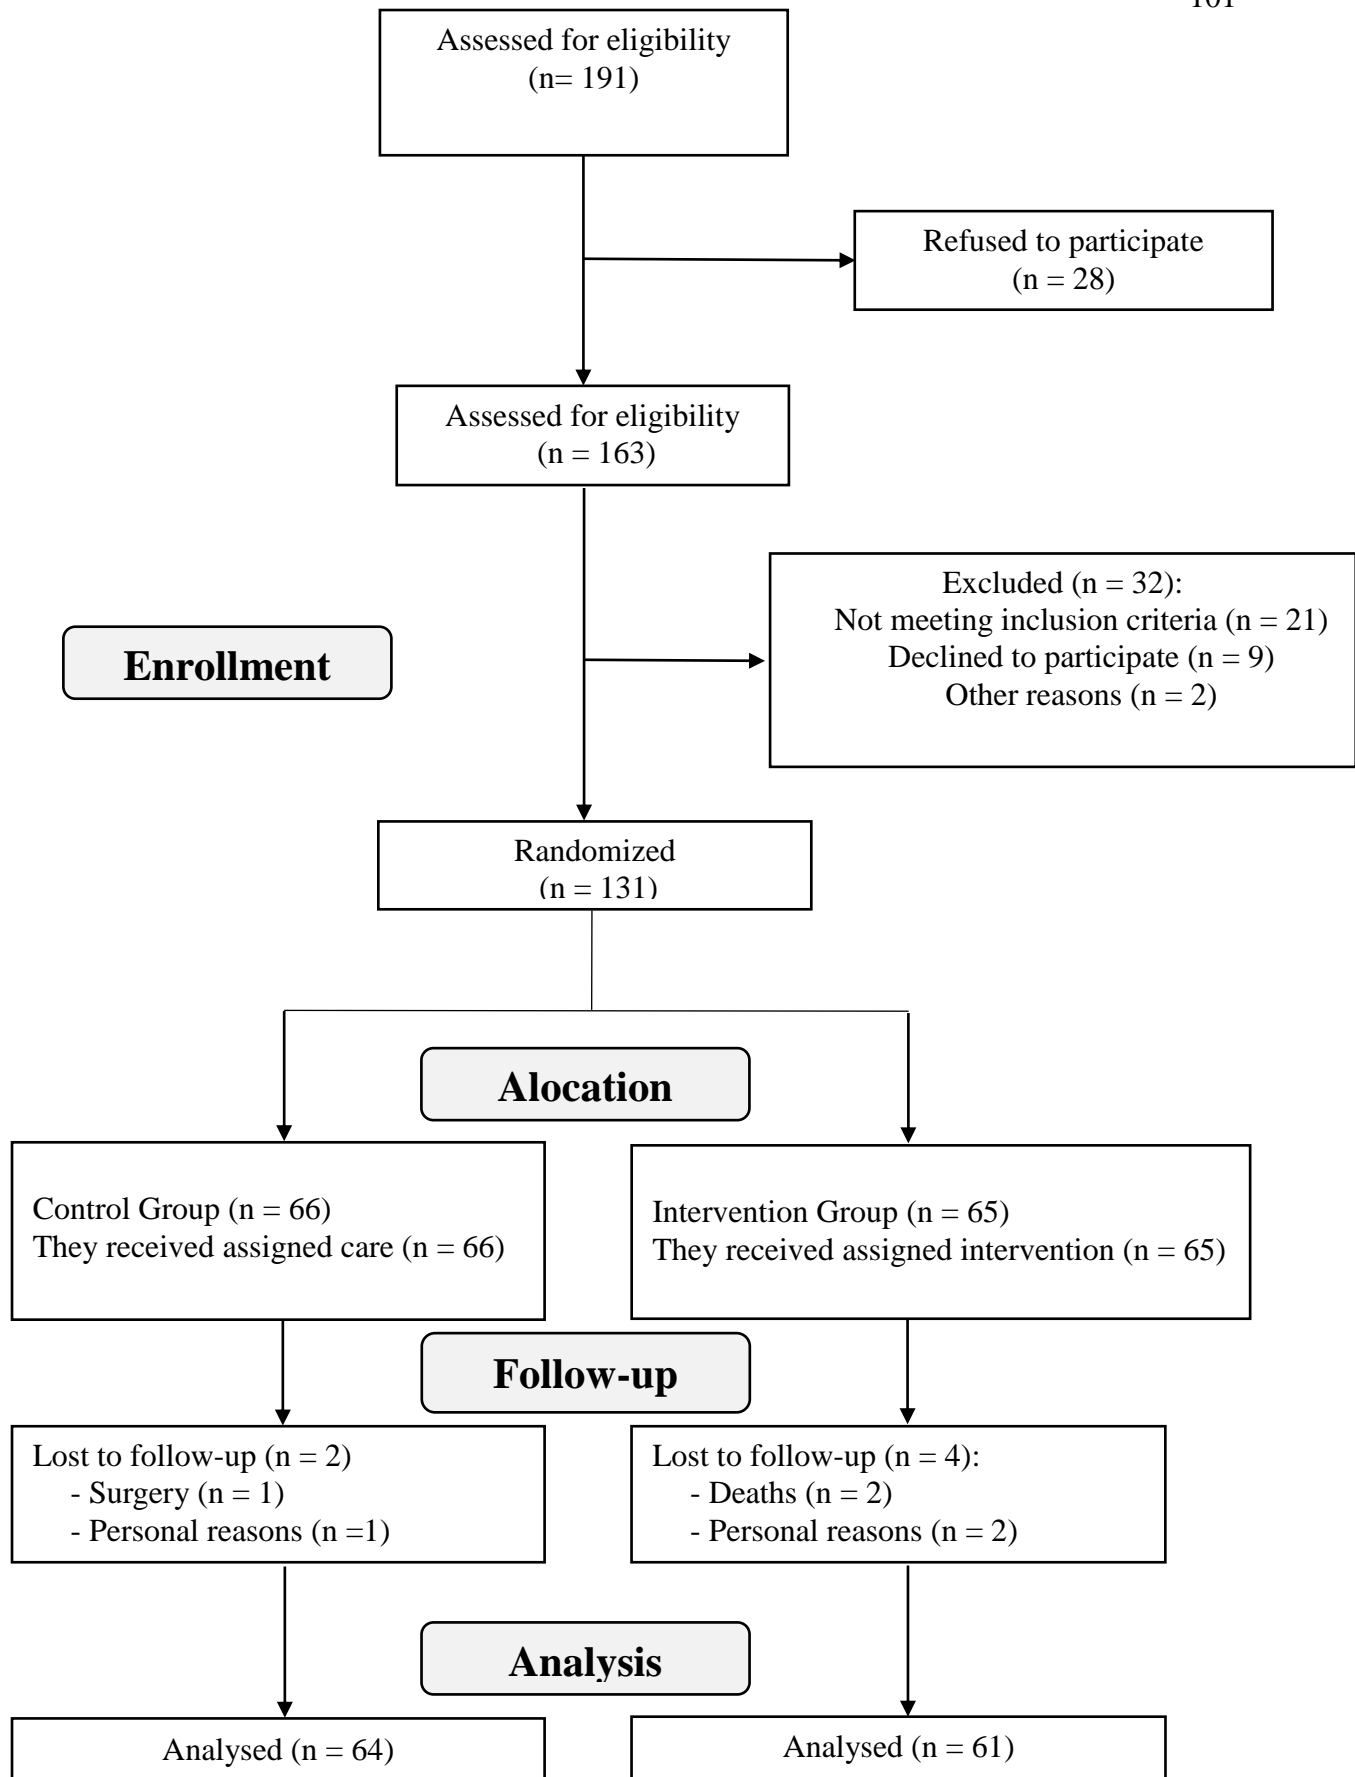 101
Assessed for eligibility
(n= 191)
Refused to participate
(n = 28)
Assessed for eligibility
(n = 163)
Excluded (n = 32):
Not meeting inclusion criteria (n = 21)
Declined to participate (n = 9)
Other reasons (n = 2)
Enrollment
Randomized
(n = 131)
Alocation
Control Group (n = 66)
They received assigned care (n = 66)
Intervention Group (n = 65)
They received assigned intervention (n = 65)
Follow-up
Lost to follow-up (n = 2)
- Surgery (n = 1)
- Personal reasons (n =1)
Lost to follow-up (n = 4):
- Deaths (n = 2)
- Personal reasons (n = 2)
Analysis
Analysed (n = 64)
Analysed (n = 61)